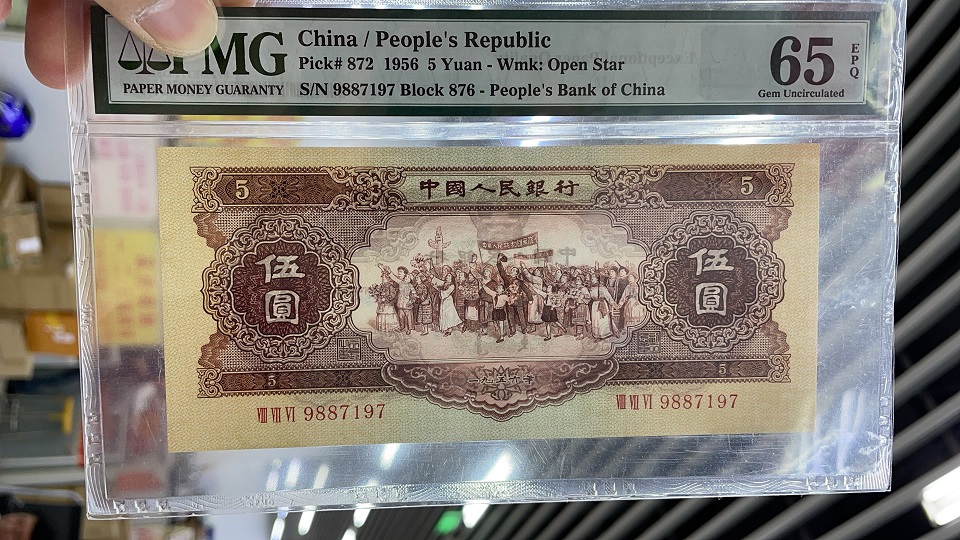 PMG
PAPER MONEY GUARANTY
China / People's Republic
Pick# 872 1956 5 Yuan - Wmk: Open Star
S/N 9887197 Block 876 - People's Bank of China
65 EPQ
Gem Uncirculated
5
中國人民銀行
5
伍圓
伍圓
5
一九五六年
5
VIII VII VI 9887197
VIII VII VI 9887197